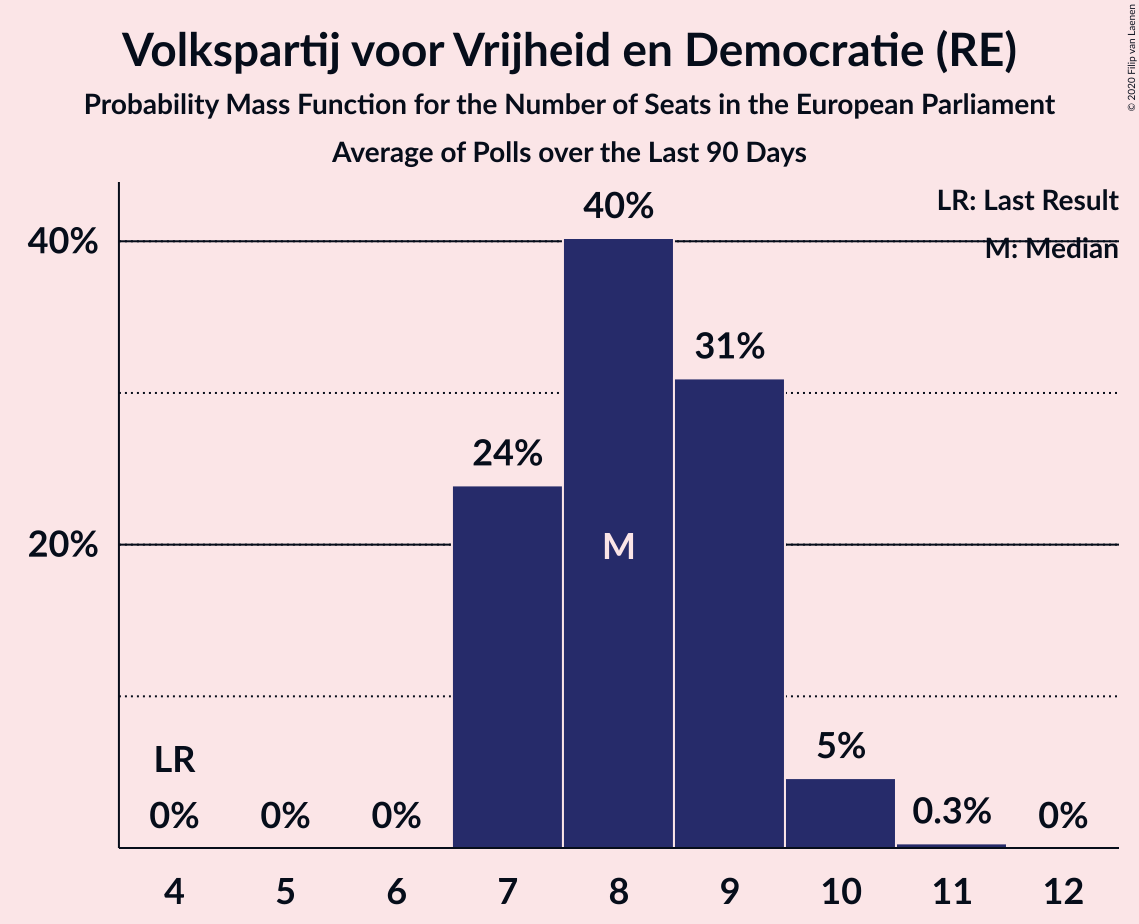 Volkspartij voor Vrijheid en Democratie (RE)
Probability Mass Function for the Number of Seats in the European Parliament
Average of Polls over the Last 90 Days
© 2020 Filip van Laenen
LR: Last Result
M: Median
40%
20%
LR
0%
0%
0%
24%
40%
M
31%
5%
0.3%
0%
4 5 6 7 8 9 10 11 12